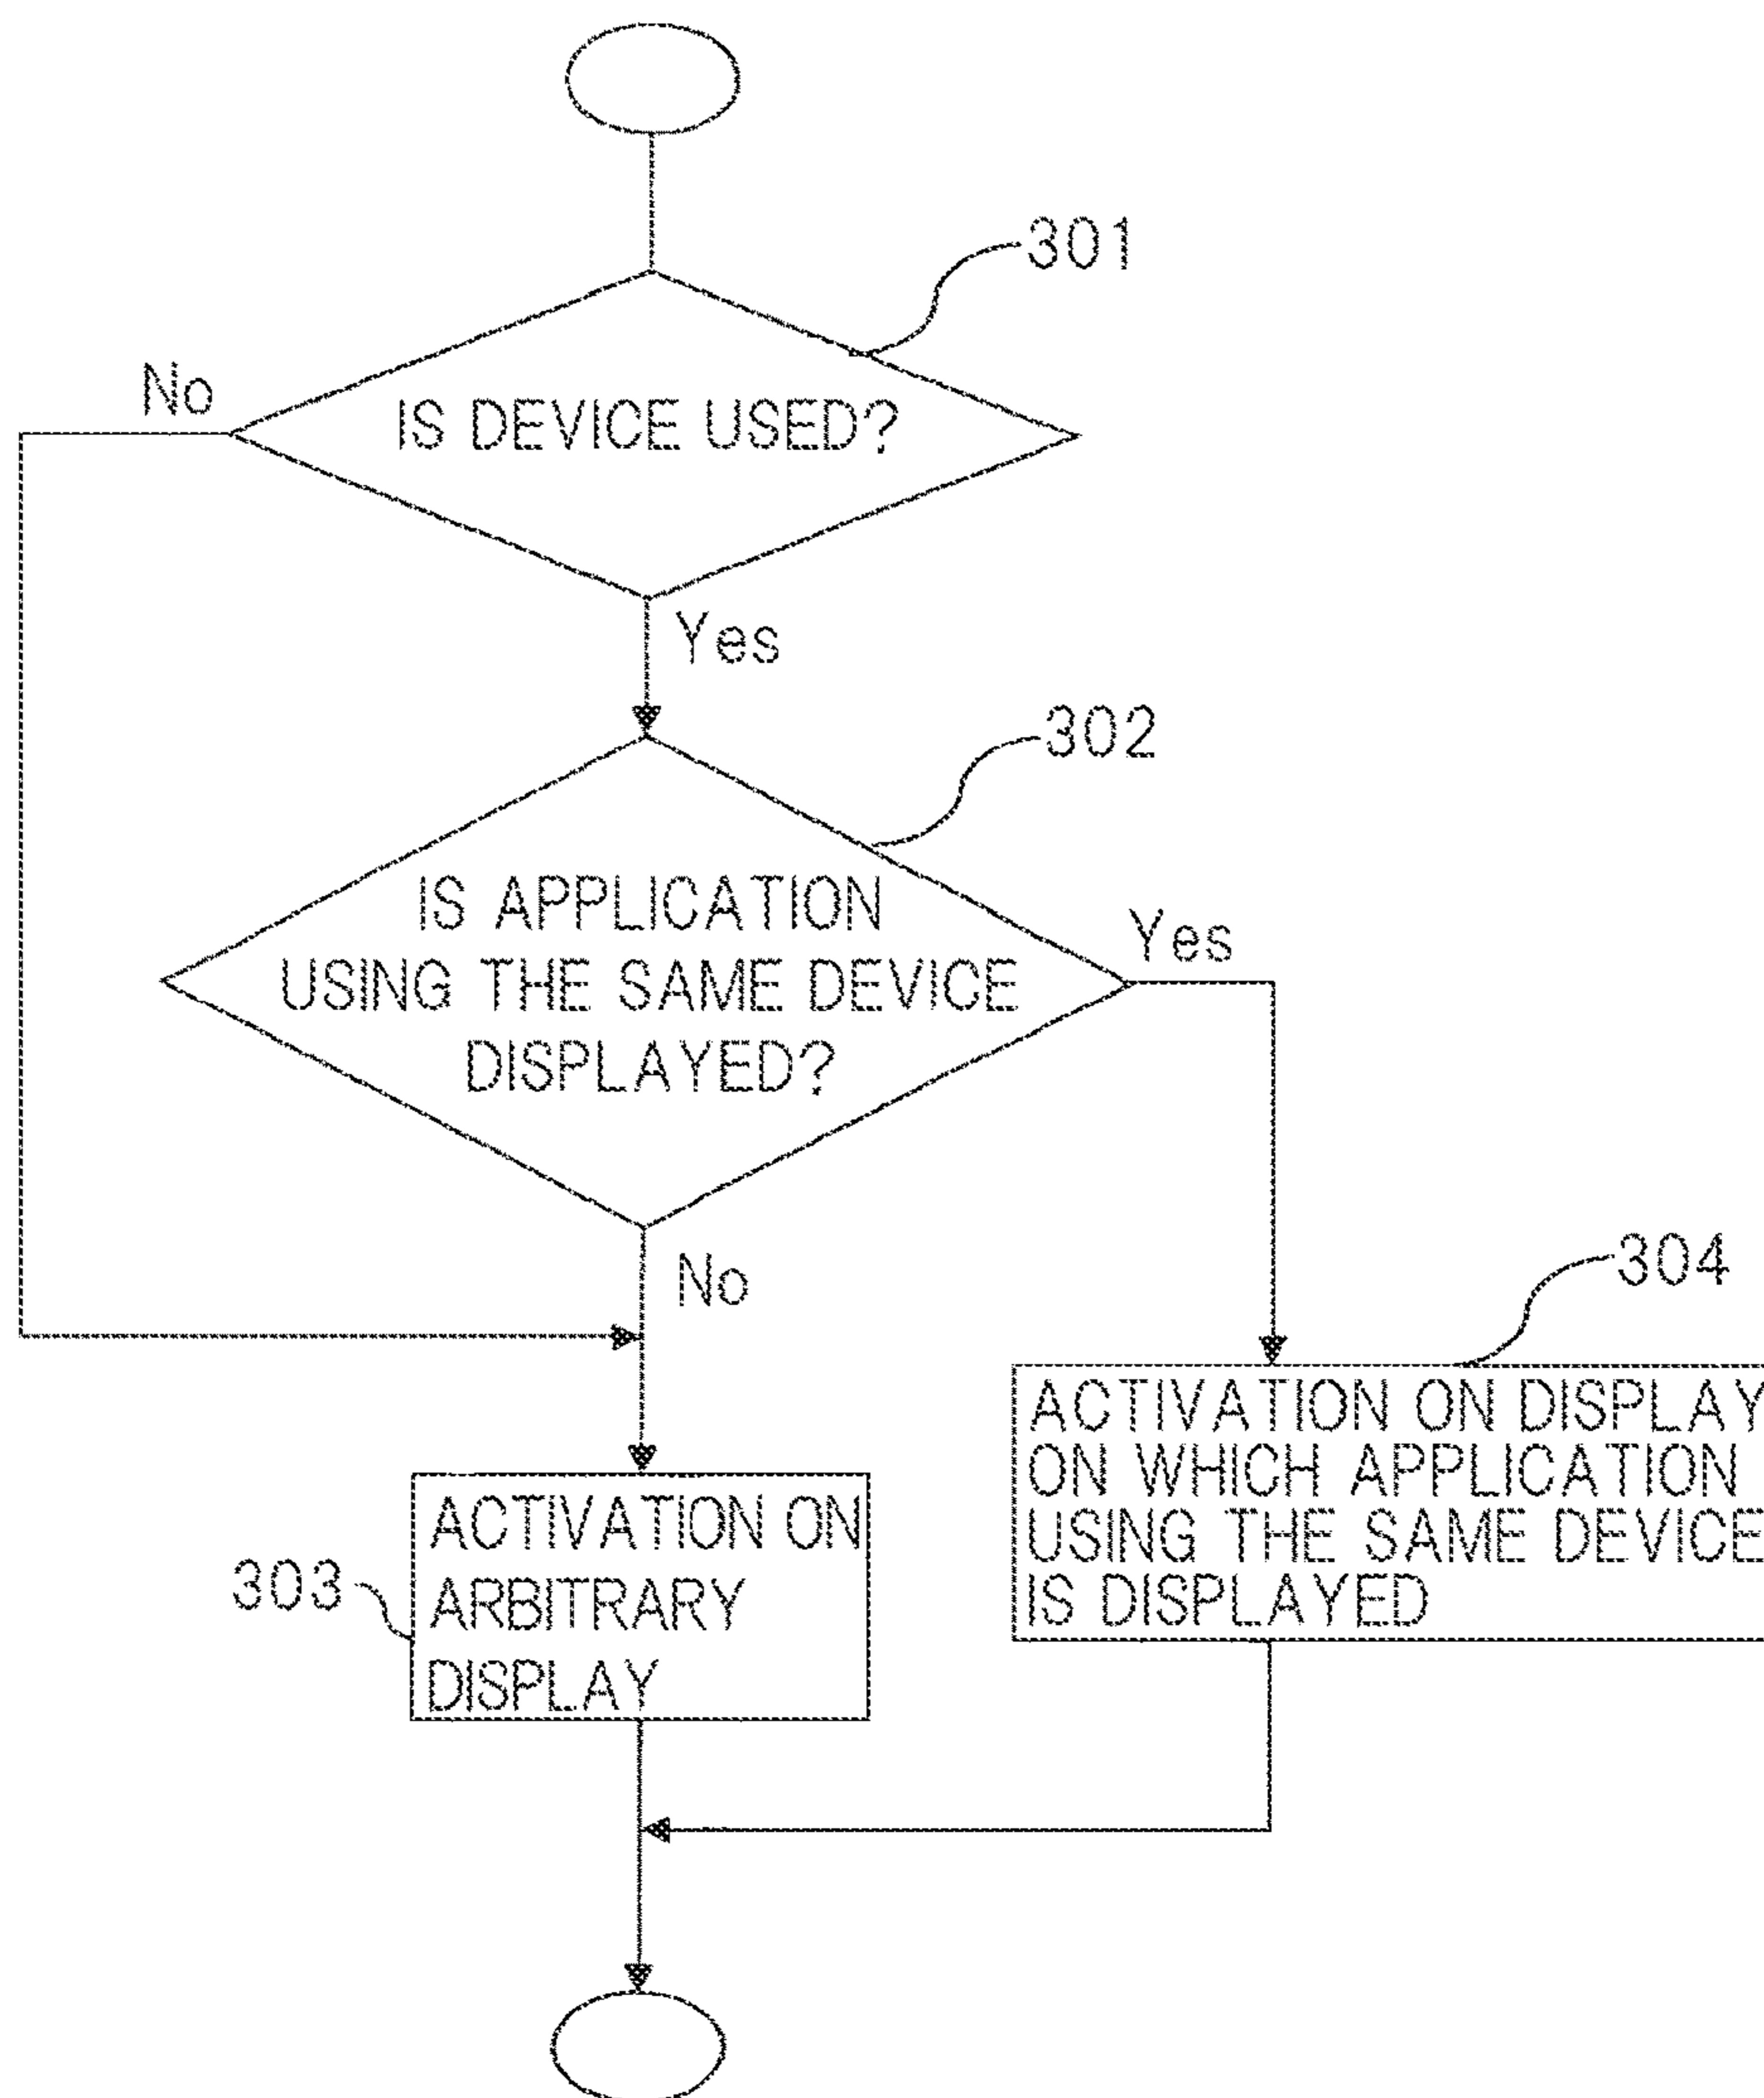 301
No
IS DEVICE USED?
Yes
302
IS APPLICATION
USING THE SAME DEVICE
DISPLAYED?
Yes
No
304
ACTIVATION ON DISPLAY
ON WHICH APPLICATION
USING THE SAME DEVICE
IS DISPLAYED
303
ACTIVATION ON
ARBITRARY
DISPLAY